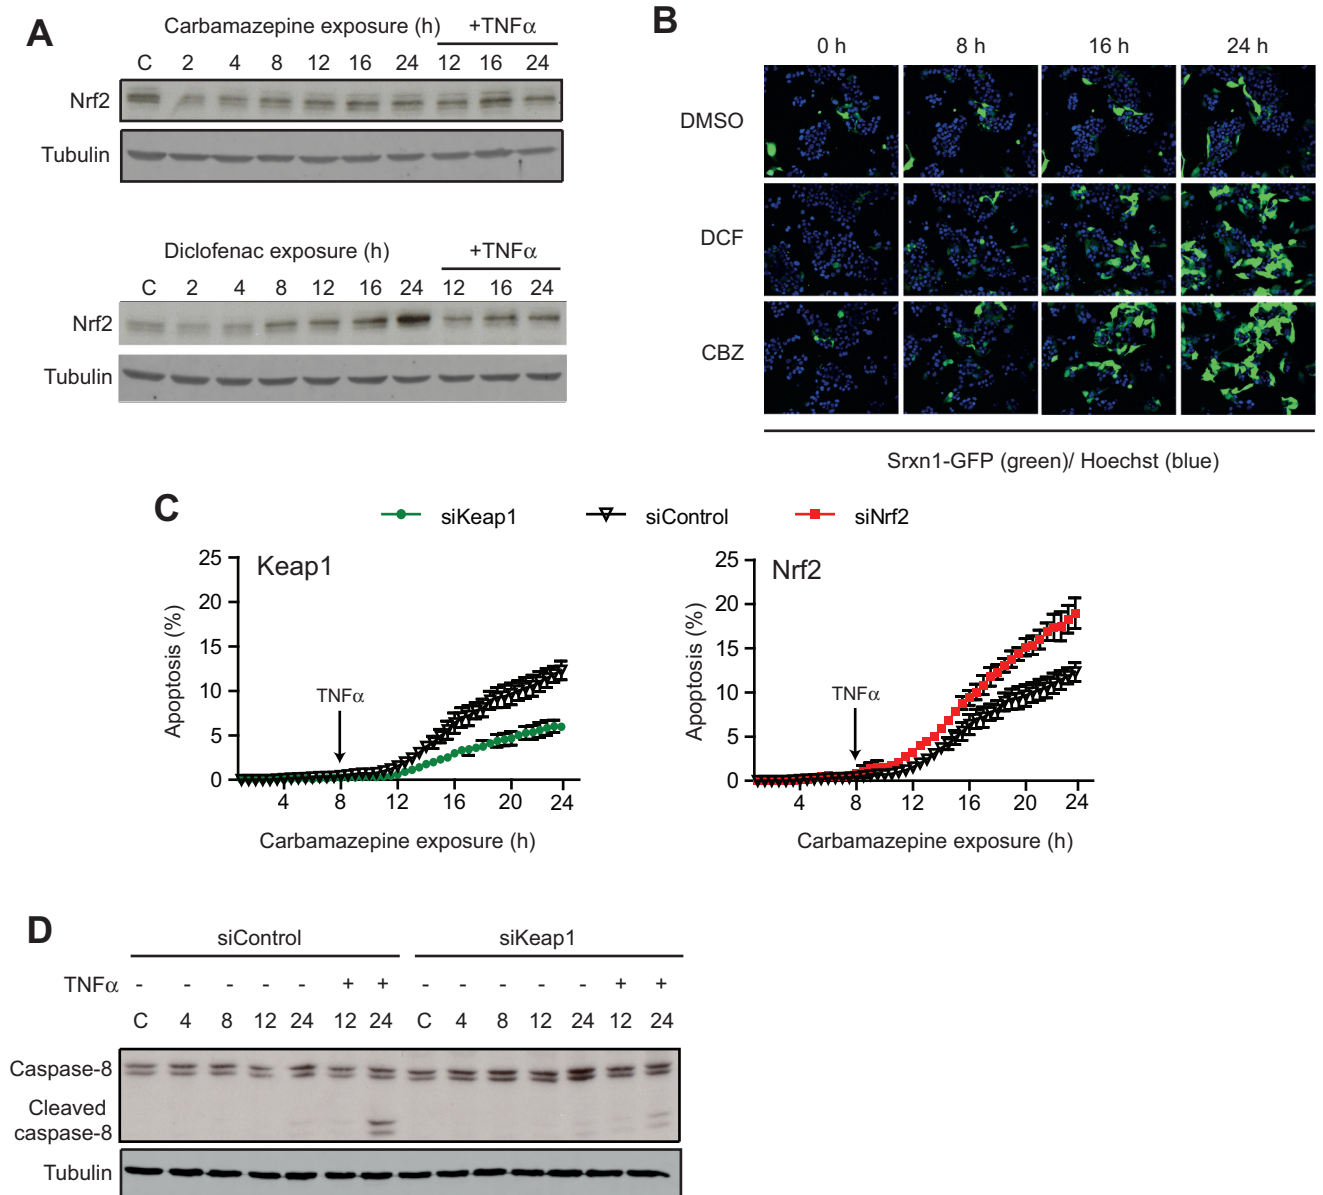 A
Carbamazepine exposure (h) +TNFα
C 2 4 8 12 16 24 12 16 24
Nrf2
Tubulin
Diclofenac exposure (h) +TNFα
C 2 4 8 12 16 24 12 16 24
Nrf2
Tubulin
B
0 h 8 h 16 h 24 h
DMSO
DCF
CBZ
Srxn1-GFP (green)/ Hoechst (blue)
C
siKeap1 siControl siNrf2
Keap1
Apoptosis (%)
25
20
15
10
5
0
TNFα
4 8 12 16 20 24
Carbamazepine exposure (h)
Nrf2
Apoptosis (%)
25
20
15
10
5
0
TNFα
4 8 12 16 20 24
Carbamazepine exposure (h)
D
siControl siKeap1
TNFα - - - - - + + - - - - - + +
C 4 8 12 24 12 24 C 4 8 12 24 12 24
Caspase-8
Cleaved
caspase-8
Tubulin